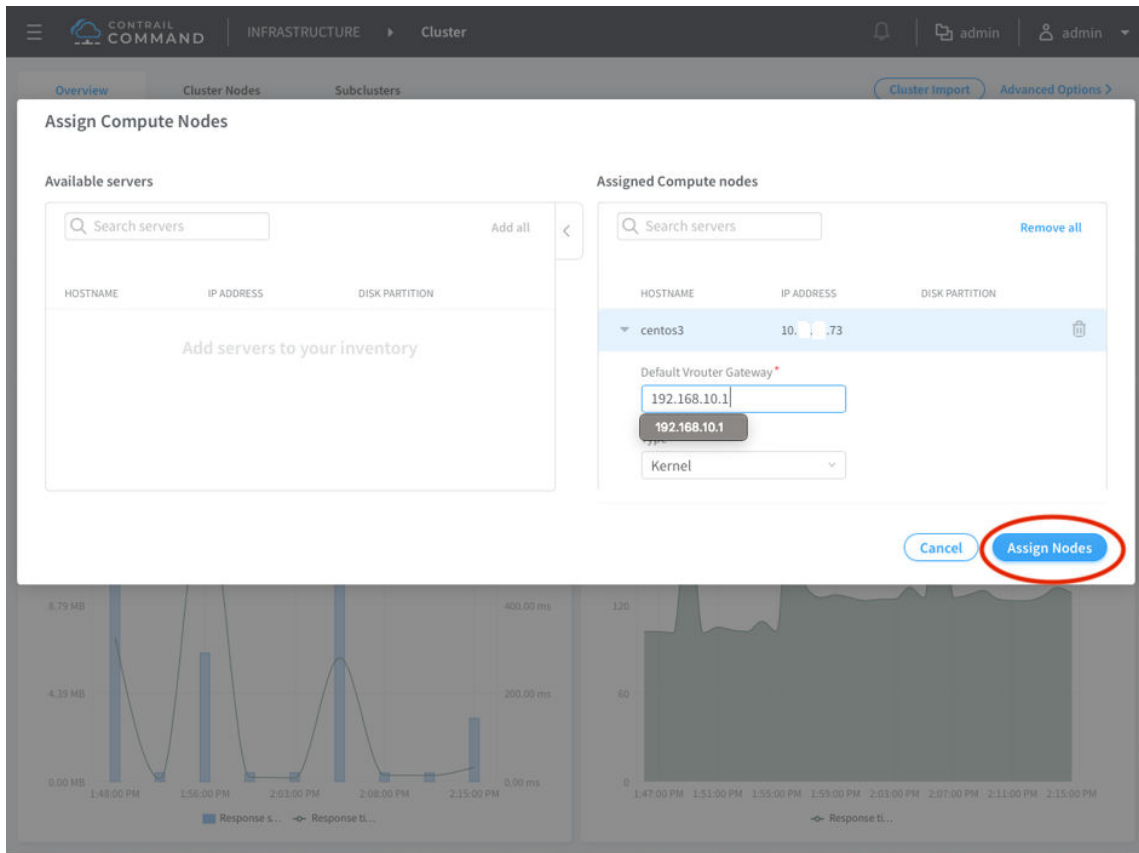 CONTRAIL
COMMAND
INFRASTRUCTURE
Cluster
admin
admin
Overview
Cluster Nodes
Subclusters
Cluster Import
Advanced Options >
Assign Compute Nodes
Available servers
Search servers
Add all
HOSTNAME IP ADDRESS DISK PARTITION
Add servers to your inventory
Assigned Compute nodes
Search servers
Remove all
HOSTNAME IP ADDRESS DISK PARTITION
centos3 10. . .73
Default Vrouter Gateway*
192.168.10.1
192.168.10.1
Type
Kernel
Cancel
Assign Nodes
8.79 MB
400.00 ms
4.39 MB
200.00 ms
0.00 MB
0.00 ms
1:48:00 PM 1:56:00 PM 2:03:00 PM 2:08:00 PM 2:15:00 PM
Response s... Response ti...
120
60
0
1:47:00 PM 1:51:00 PM 1:55:00 PM 1:59:00 PM 2:03:00 PM 2:07:00 PM 2:11:00 PM 2:15:00 PM
Response ti...